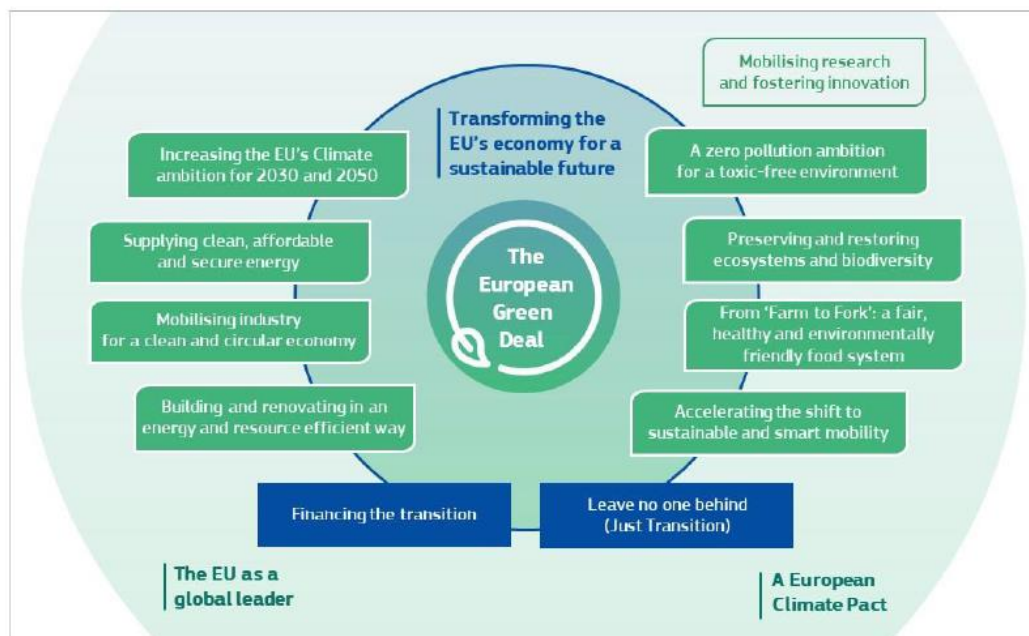 Mobilising research
and fostering innovation
Transforming the
EU's economy for a
sustainable future
Increasing the EU's Climate
ambition for 2030 and 2050
A zero pollution ambition
for a toxic-free environment
Supplying clean, affordable
and secure energy
The
European
Green
Deal
Preserving and restoring
ecosystems and biodiversity
Mobilising industry
for a clean and circular economy
From 'Farm to Fork': a fair,
healthy and environmentally
friendly food system
Building and renovating in an
energy and resource efficient way
Accelerating the shift to
sustainable and smart mobility
Financing the transition
Leave no one behind
(Just Transition)
The EU as a
global leader
A European
Climate Pact